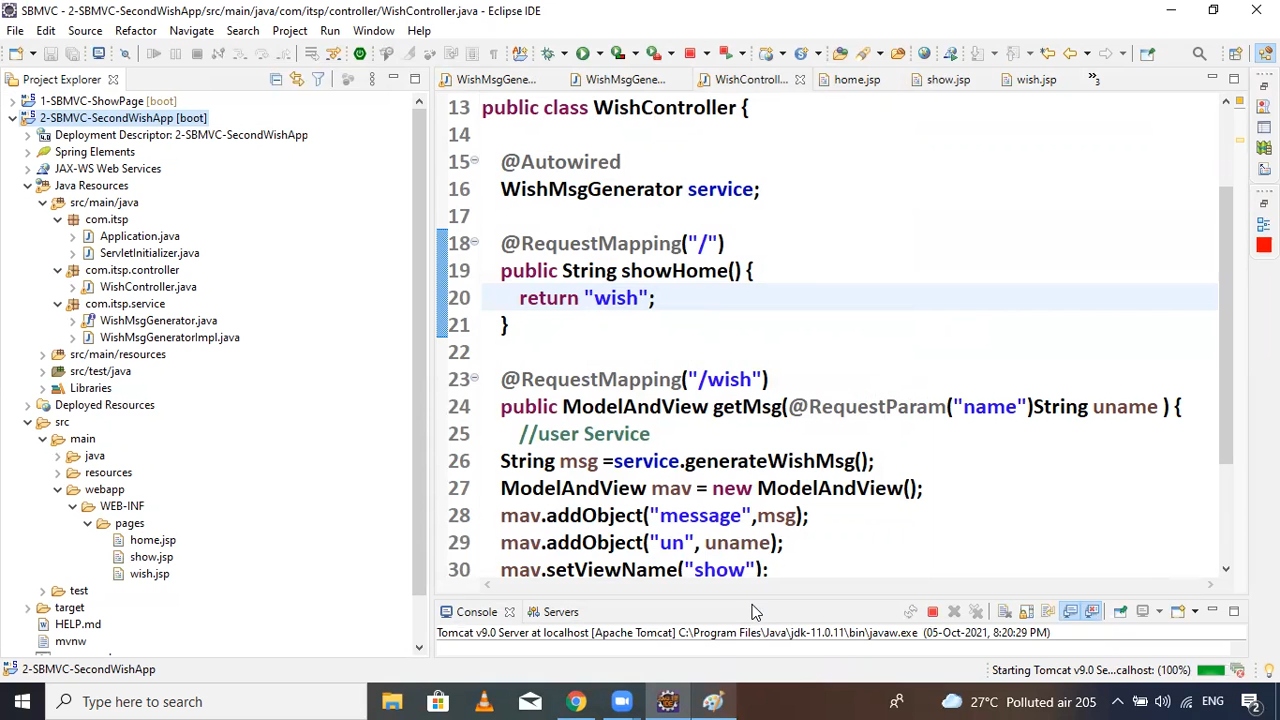 SBMVC - 2-SBMVC-SecondWishApp/src/main/java/com/itsp/controller/WishController.java - Eclipse IDE
File Edit Source Refactor Navigate Search Project Run Window Help
Project Explorer
1-SBMVC-ShowPage [boot]
2-SBMVC-SecondWishApp [boot]
Deployment Descriptor: 2-SBMVC-SecondWishApp
Spring Elements
JAX-WS Web Services
Java Resources
src/main/java
com.itsp
Application.java
ServletInitializer.java
com.itsp.controller
WishController.java
com.itsp.service
WishMsgGenerator.java
WishMsgGeneratorImpl.java
src/main/resources
src/test/java
Libraries
Deployed Resources
src
main
java
resources
webapp
WEB-INF
pages
home.jsp
show.jsp
wish.jsp
test
target
HELP.md
mvnw
WishMsgGene... WishMsgGene... WishControll... home.jsp show.jsp wish.jsp »3
13 public class WishController {
14
15 @Autowired
16 WishMsgGenerator service;
17
18 @RequestMapping("/")
19 public String showHome() {
20 return "wish";
21 }
22
23 @RequestMapping("/wish")
24 public ModelAndView getMsg(@RequestParam("name")String uname ) {
25 //user Service
26 String msg =service.generateWishMsg();
27 ModelAndView mav = new ModelAndView();
28 mav.addObject("message",msg);
29 mav.addObject("un", uname);
30 mav.setViewName("show");
Console Servers
Tomcat v9.0 Server at localhost [Apache Tomcat] C:\Program Files\Java\jdk-11.0.11\bin\javaw.exe (05-Oct-2021, 8:20:29 PM)
2-SBMVC-SecondWishApp
Starting Tomcat v9.0 Se...calhost: (100%)
Type here to search
27°C Polluted air 205
ENG
2